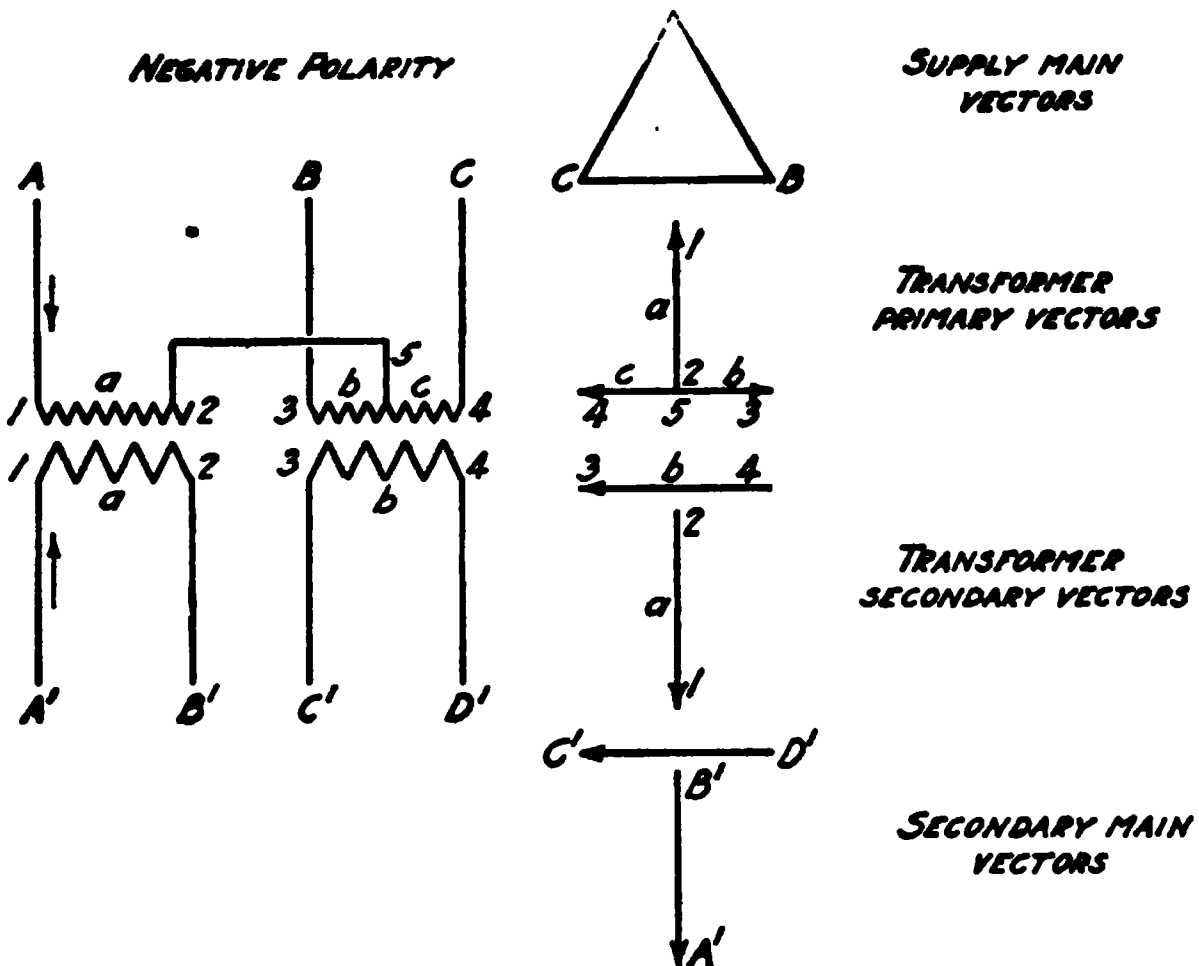 NEGATIVE POLARITY
SUPPLY MAIN
VECTORS
A B C
C B
1
a
TRANSFORMER
PRIMARY VECTORS
5
a b c
1 2 3 4
c 2 b
4 5 3
1 2 3 4
a b
3 b 4
2
a
1
TRANSFORMER
SECONDARY VECTORS
A' B' C' D'
C' D'
B'
A'
SECONDARY MAIN
VECTORS